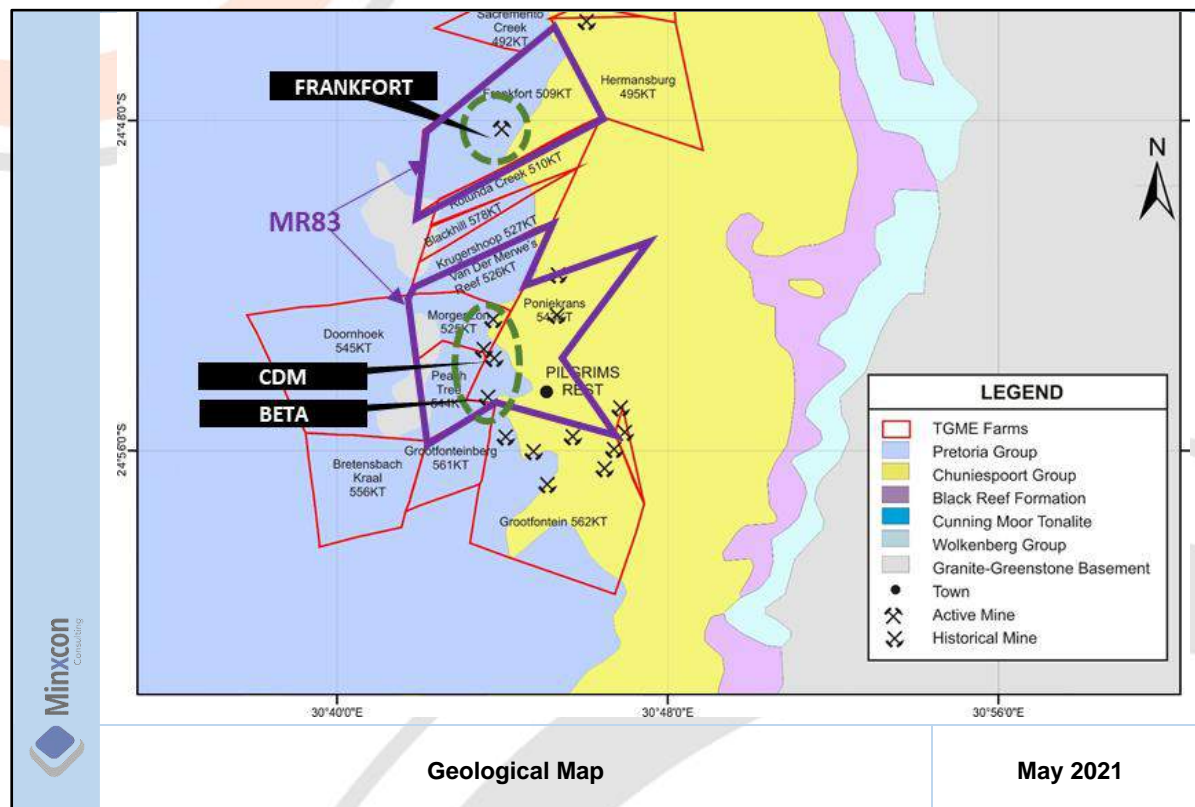 Sacremento
Creek
492KT
FRANKFORT
Frankfort 509KT
Hermansburg
495KT
24°48'0"S
N
Rotunda Creek 510KT
MR83
Blackhill 578KT
Krugershoop 527KT
Van Der Merwe's
Reef 526KT
Morgenzon
525KT
Poniekrans
543KT
Doornhoek
545KT
CDM
Peach
Tree
544KT
PILGRIMS
REST
BETA
24°56'0"S
Grootfonteinberg
561KT
Bretensbach
Kraal
556KT
Grootfontein 562KT
LEGEND
TGME Farms
Pretoria Group
Chuniespoort Group
Black Reef Formation
Cunning Moor Tonalite
Wolkenberg Group
Granite-Greenstone Basement
Town
Active Mine
Historical Mine
30°40'0"E
30°48'0"E
30°56'0"E
Minxcon
Consulting
Geological Map
May 2021